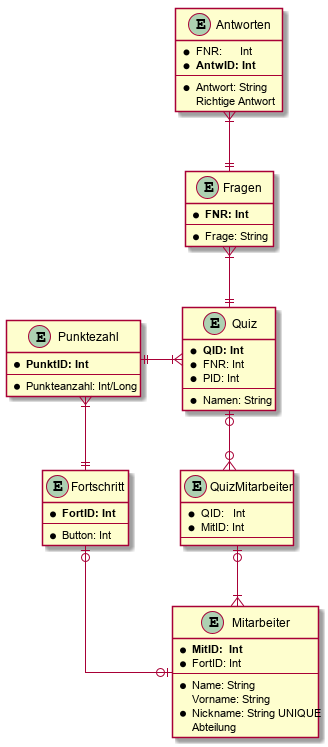 E Antworten
FNR: Int
AntwID: Int
Antwort: String
Richtige Antwort
E Fragen
FNR: Int
Frage: String
E Quiz
QID: Int
FNR: Int
PID: Int
Namen: String
E Punktezahl
PunktID: Int
Punkteanzahl: Int/Long
E Fortschritt
FortID: Int
Button: Int
E QuizMitarbeiter
QID: Int
MitID: Int
E Mitarbeiter
MitID: Int
FortID: Int
Name: String
Vorname: String
Nickname: String UNIQUE
Abteilung